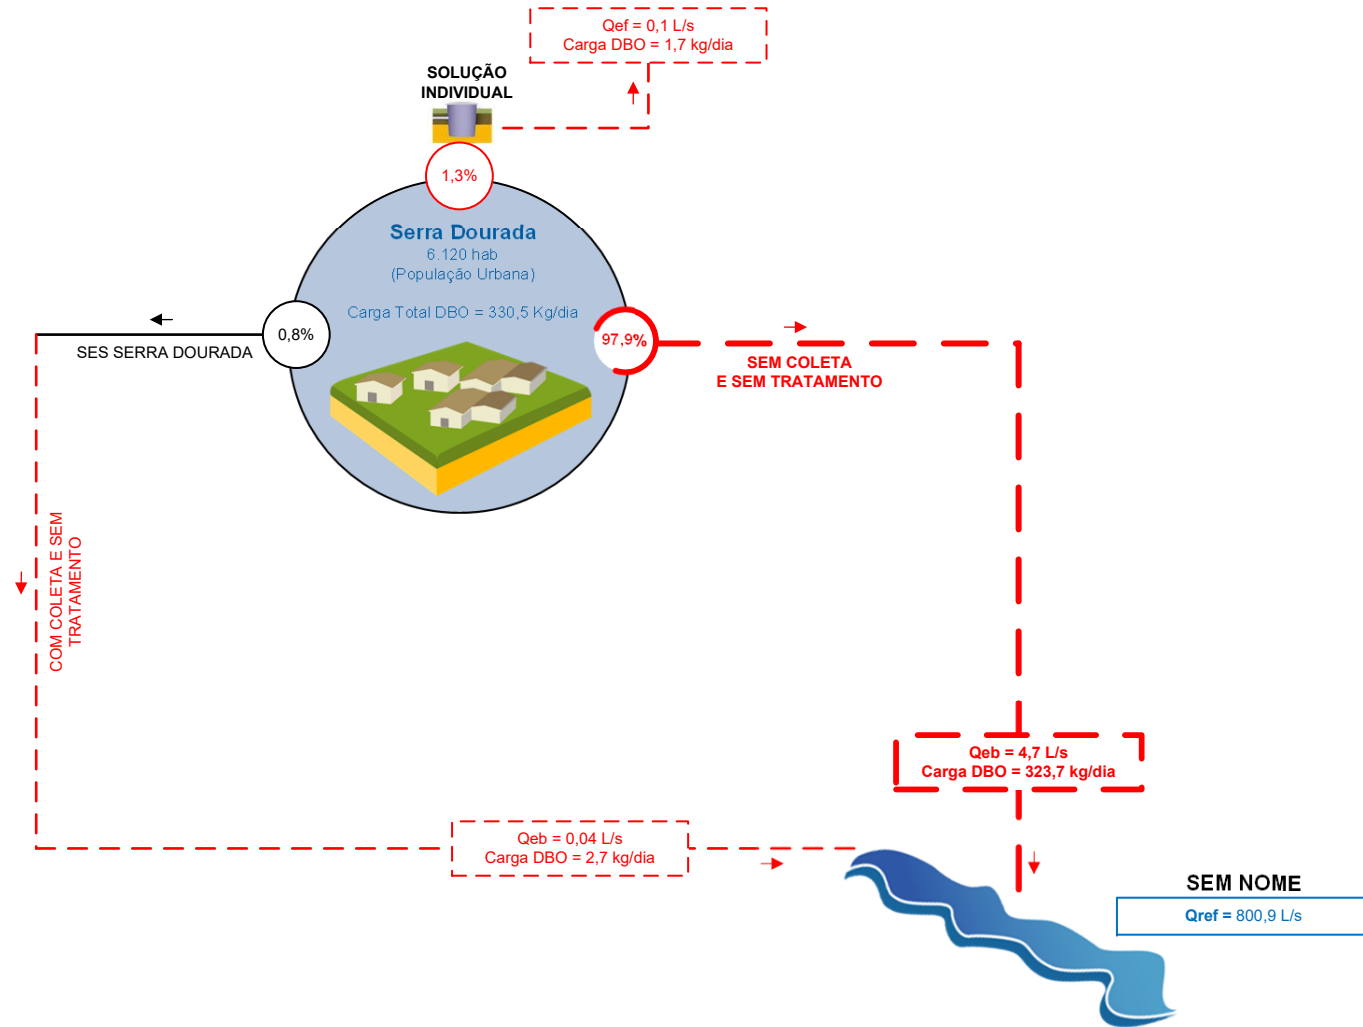 Qef = 0,1 L/s
Carga DBO = 1,7 kg/dia
SOLUÇÃO
INDIVIDUAL
1,3%
Serra Dourada
6.120 hab
(População Urbana)
Carga Total DBO = 330,5 Kg/dia
0,8%
SES SERRA DOURADA
97,9%
SEM COLETA
E SEM TRATAMENTO
COM COLETA E SEM
TRATAMENTO
Qeb = 4,7 L/s
Carga DBO = 323,7 kg/dia
Qeb = 0,04 L/s
Carga DBO = 2,7 kg/dia
SEM NOME
Qref = 800,9 L/s